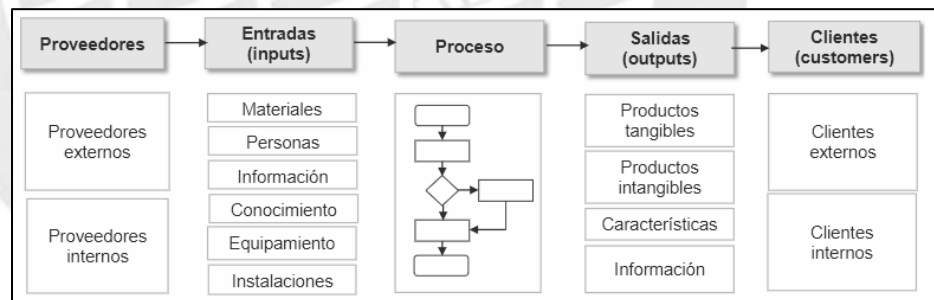 Proveedores
Entradas
(inputs)
Proceso
Salidas
(outputs)
Clientes
(customers)
Proveedores
externos
Proveedores
internos
Materiales
Personas
Información
Conocimiento
Equipamiento
Instalaciones
Productos
tangibles
Productos
intangibles
Características
Información
Clientes
externos
Clientes
internos